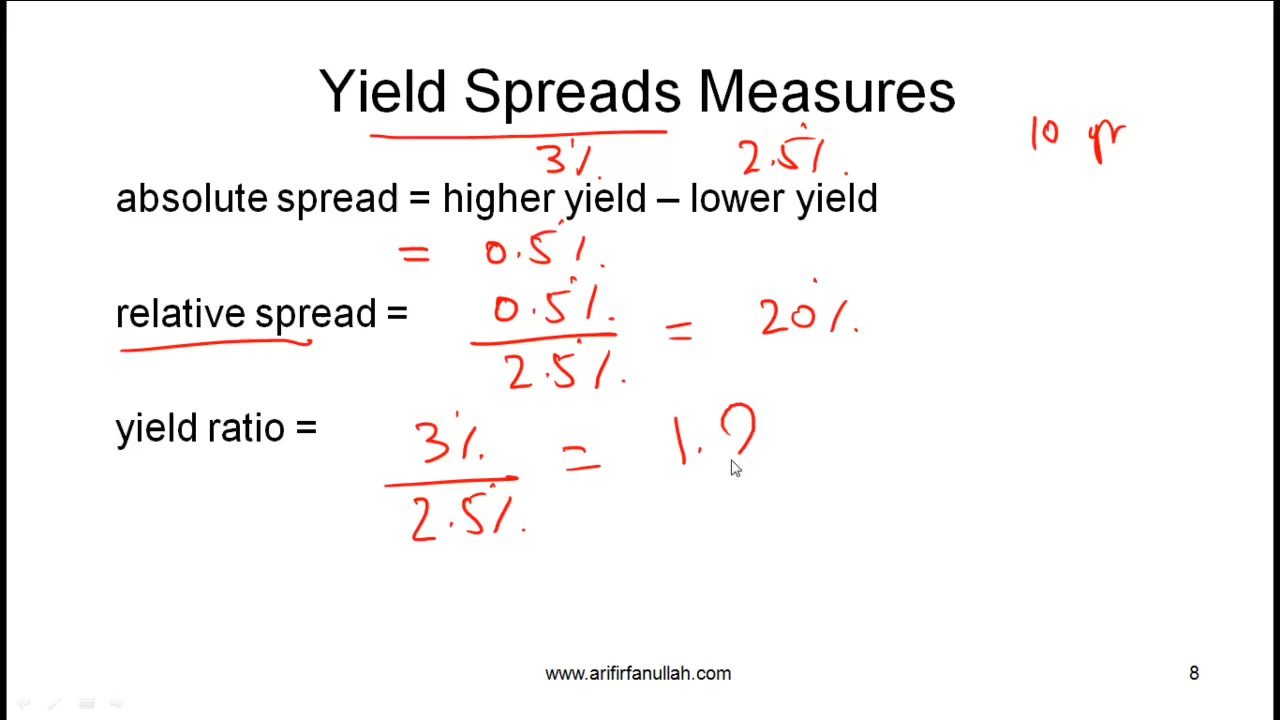 Yield Spreads Measures
10 yr
3% 2.5%
absolute spread = higher yield – lower yield
= 0.5%
relative spread = 0.5% / 2.5% = 20%
yield ratio = 3% / 2.5% = 1.
www.arifirfanullah.com 8